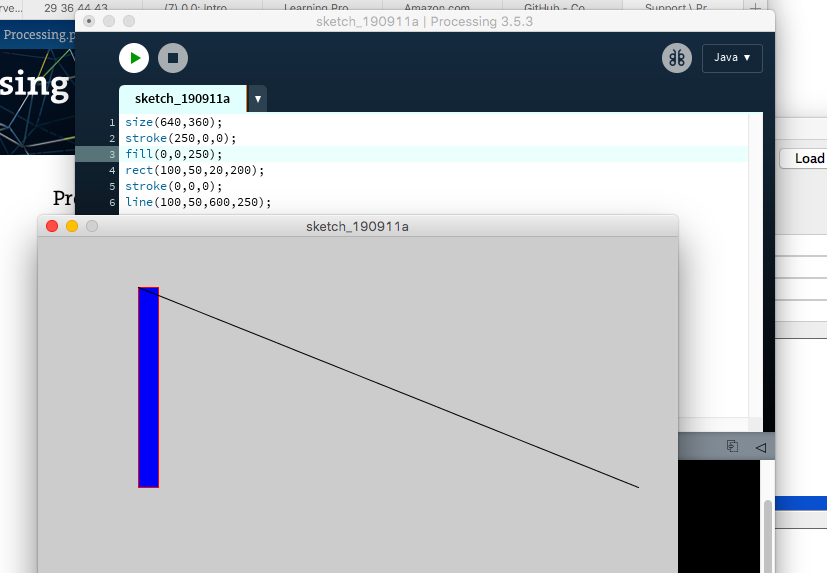 rve... 29 36 44 43 (7) 0.0: Intro Learning Pro Amazon.com GitHub - Co Support \ Pr
sketch_190911a | Processing 3.5.3
Processing.p
sing
Java ▼
sketch_190911a ▼
1 size(640,360);
2 stroke(250,0,0);
3 fill(0,0,250);
4 rect(100,50,20,200);
5 stroke(0,0,0);
6 line(100,50,600,250);
Load
Pr
sketch_190911a